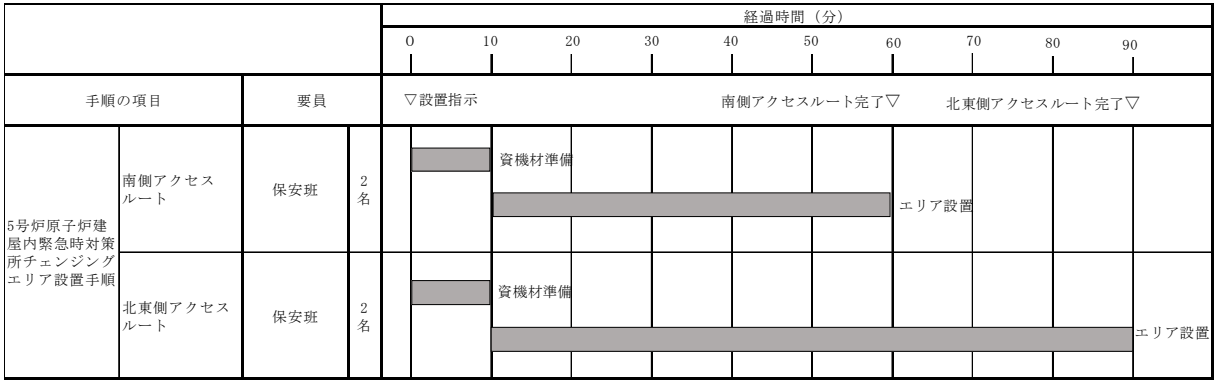 経過時間（分）
0 10 20 30 40 50 60 70 80 90
手順の項目 要員 ▽設置指示 南側アクセスルート完了▽ 北東側アクセスルート完了▽
5号炉原子炉建
屋内緊急時対策
所チェンジング
エリア設置手順
南側アクセス
ルート
保安班
2
名
資機材準備
エリア設置
北東側アクセス
ルート
保安班
2
名
資機材準備
エリア設置